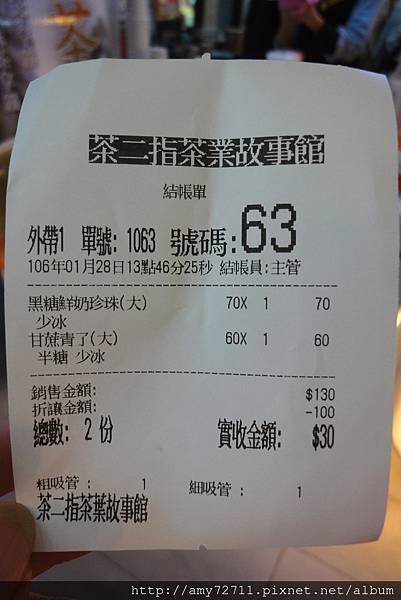 茶
茶二指茶業故事館
結帳單
外帶1 單號: 1063 號碼:63
106年01月28日13點46分25秒 結帳員:主管
黑糖鮮奶珍珠(大) 70X 1 70
少冰
甘蔗青了(大) 60X 1 60
半糖 少冰
銷售金額: $130
折讓金額: -100
總數: 2 份 實收金額: $30
粗吸管 : 1 細吸管 : 1
茶二指茶葉故事館
http://amy72711.pixnet.net/album